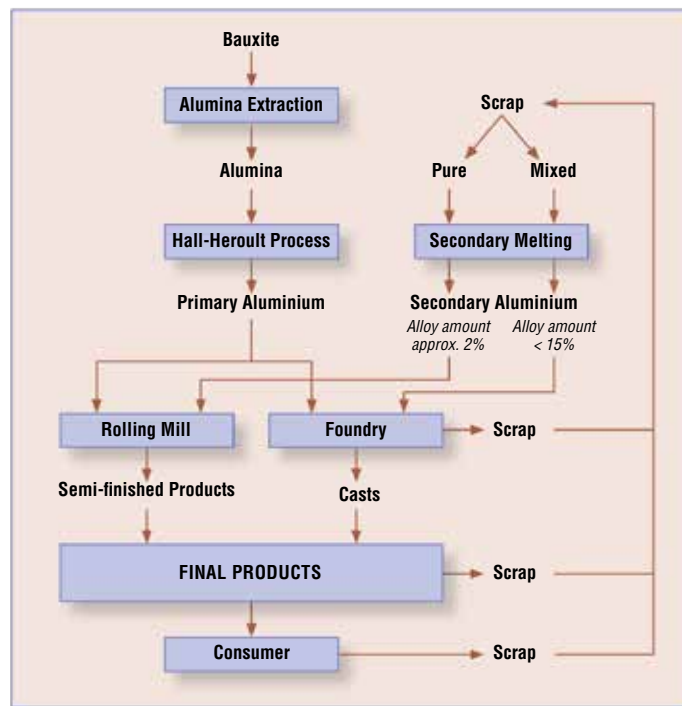 Bauxite
Alumina Extraction
Scrap
Alumina
Pure
Mixed
Hall-Heroult Process
Secondary Melting
Primary Aluminium
Secondary Aluminium
Alloy amount
approx. 2%
Alloy amount
< 15%
Rolling Mill
Foundry
Scrap
Semi-finished Products
Casts
FINAL PRODUCTS
Scrap
Consumer
Scrap